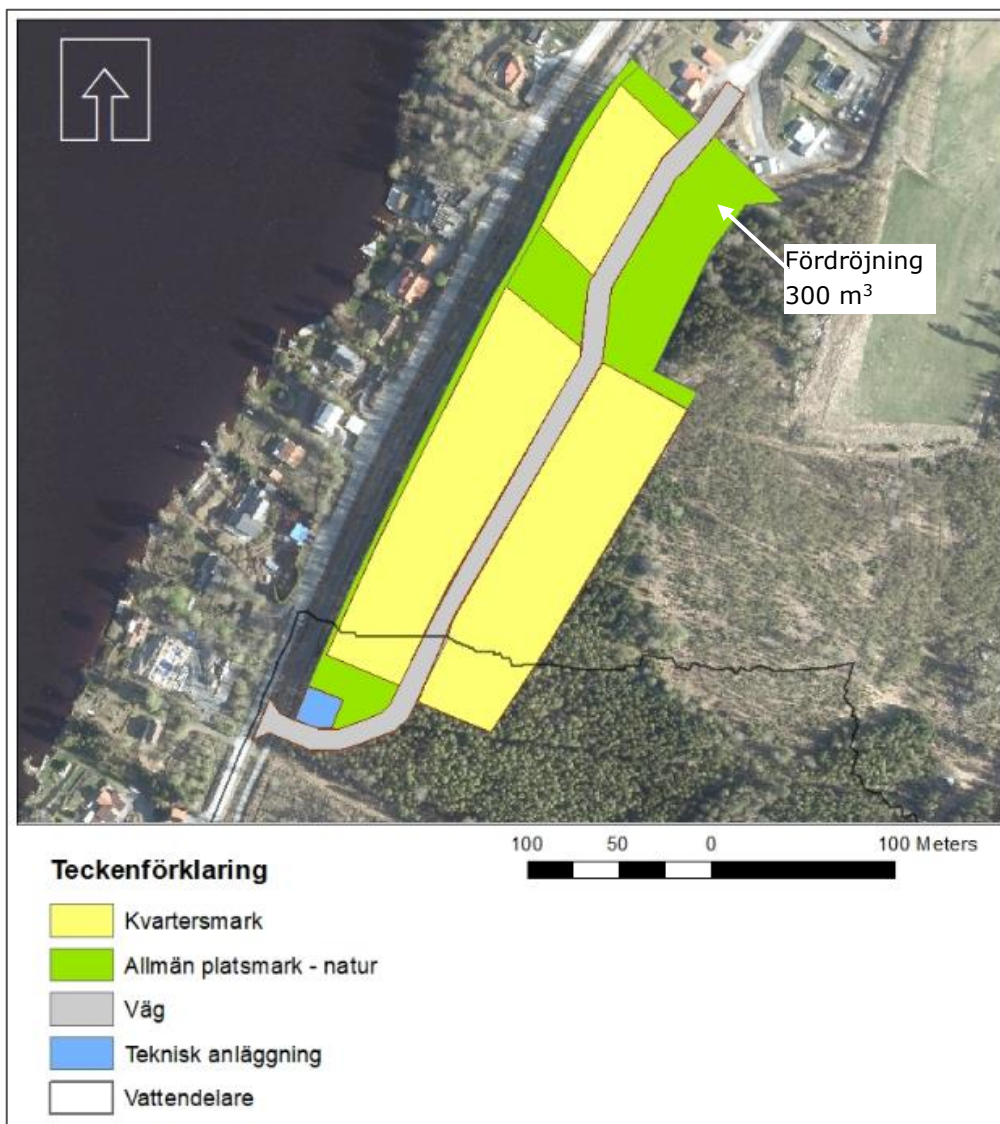 Fördröjning
300 m³
100 50 0 100 Meters
Teckenförklaring
Kvartersmark
Allmän platsmark - natur
Väg
Teknisk anläggning
Vattendelare